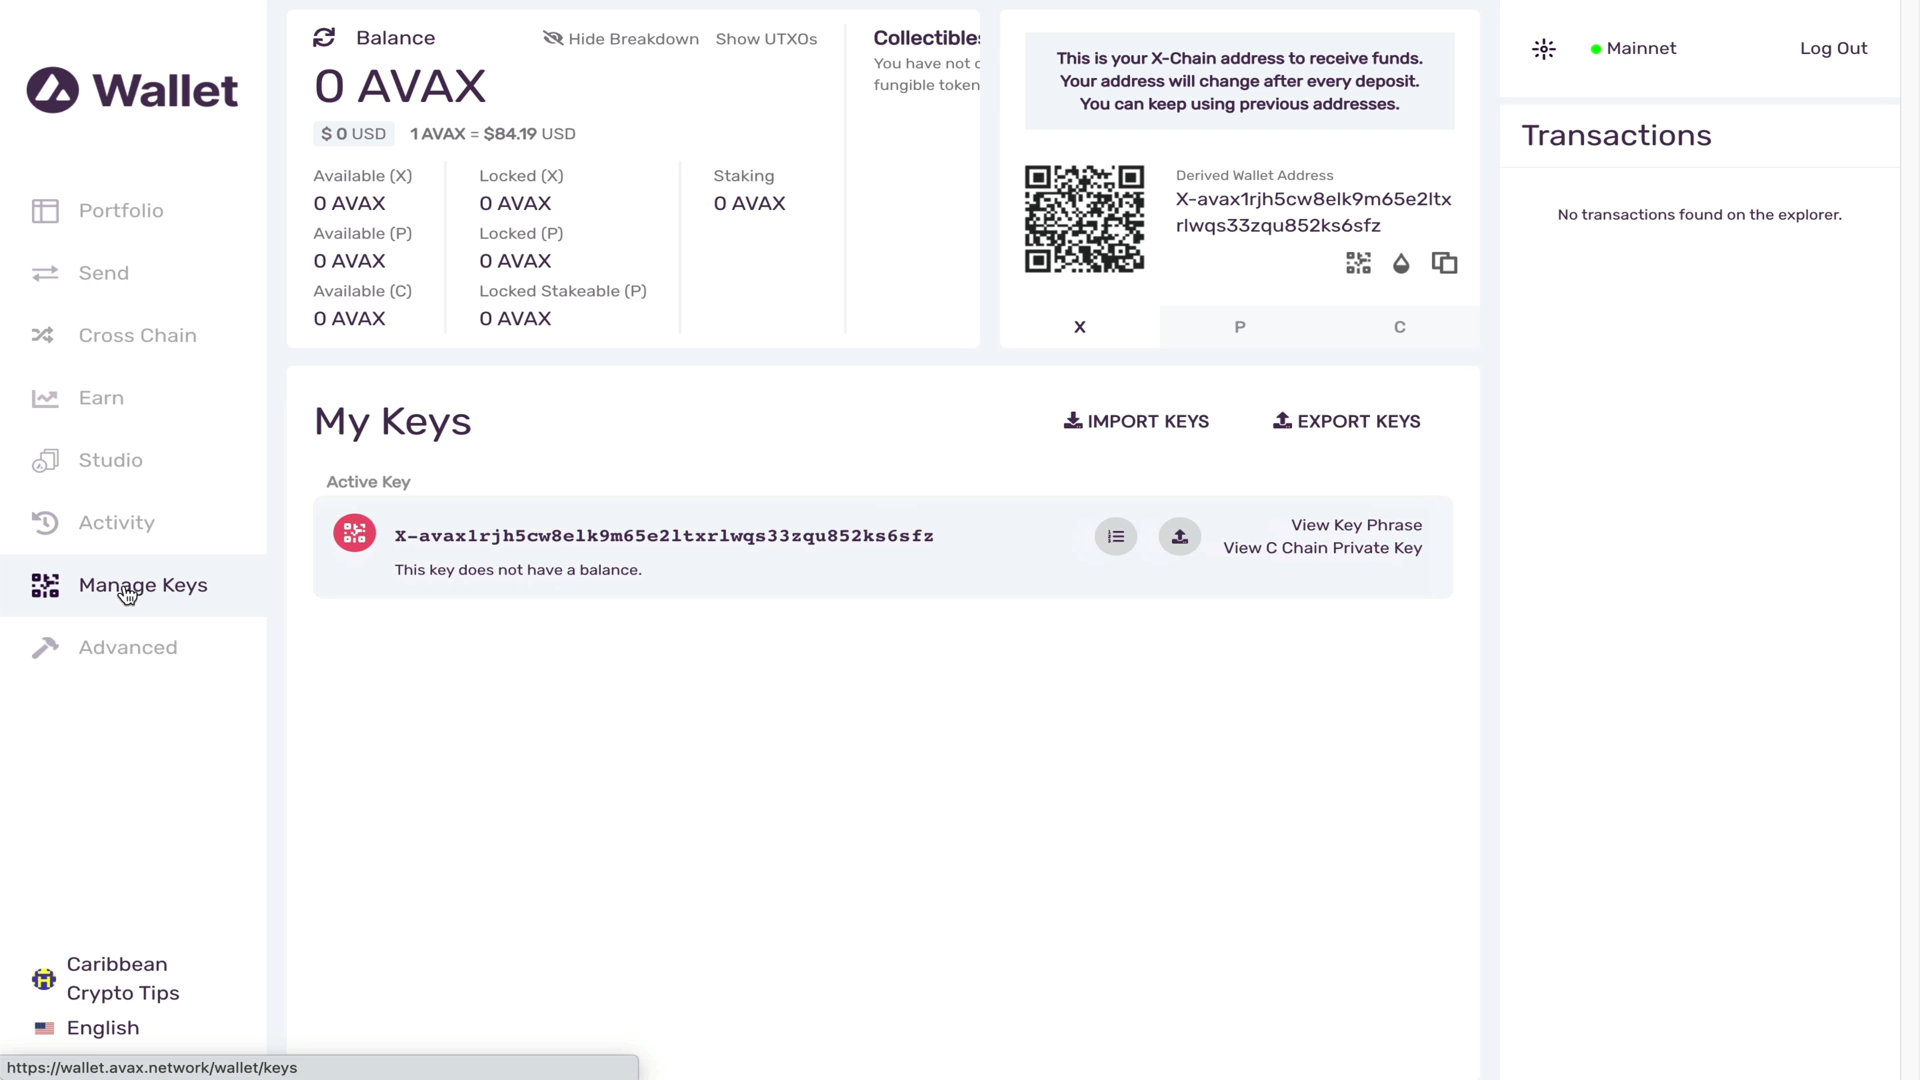 Wallet
Portfolio
Send
Cross Chain
Earn
Studio
Activity
Manage Keys
Advanced
Caribbean
Crypto Tips
English
https://wallet.avax.network/wallet/keys
Balance
Hide Breakdown
Show UTXOs
0 AVAX
$ 0 USD
1 AVAX = $84.19 USD
Available (X)
0 AVAX
Available (P)
0 AVAX
Available (C)
0 AVAX
Locked (X)
0 AVAX
Locked (P)
0 AVAX
Locked Stakeable (P)
0 AVAX
Staking
0 AVAX
Collectibles
You have not c
fungible token
This is your X-Chain address to receive funds.
Your address will change after every deposit.
You can keep using previous addresses.
Derived Wallet Address
X-avax1rjh5cw8elk9m65e2ltx
rlwqs33zqu852ks6sfz
X
P
C
My Keys
IMPORT KEYS
EXPORT KEYS
Active Key
X-avax1rjh5cw8elk9m65e2ltxrlwqs33zqu852ks6sfz
This key does not have a balance.
View Key Phrase
View C Chain Private Key
Mainnet
Log Out
Transactions
No transactions found on the explorer.